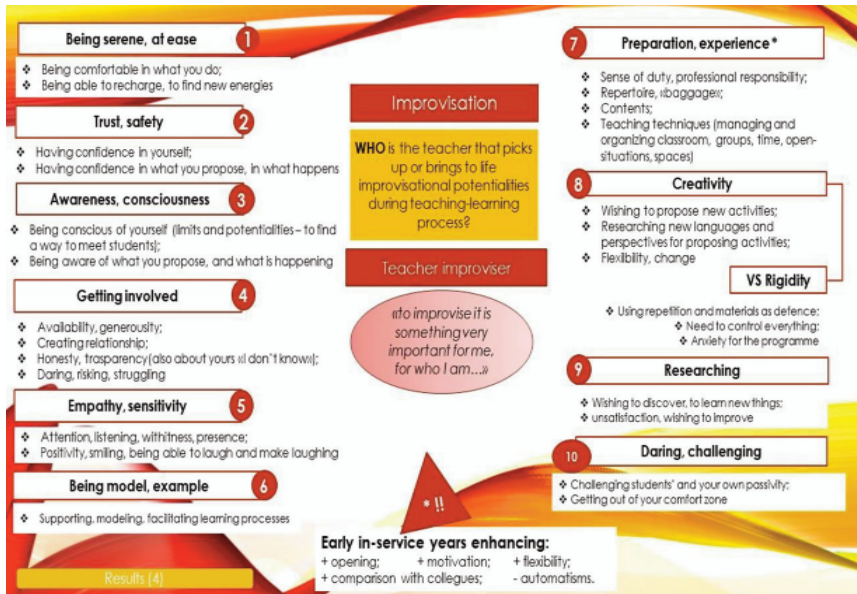 Being serene, at ease
1
❖ Being comfortable in what you do;
❖ Being able to recharge, to find new energies
Trust, safety
2
❖ Having confidence in yourself;
❖ Having confidence in what you propose, in what happens
Awareness, consciousness
3
❖ Being conscious of yourself (limits and potentialities – to find
a way to meet students);
❖ Being aware of what you propose, and what is happening
Getting involved
4
❖ Availability, generousity;
❖ Creating relationship;
❖ Honesty, trasparency(also about yours «I don't know»);
❖ Daring, risking, struggling
Empathy, sensitivity
5
❖ Attention, listening, withitness, presence;
❖ Positivity, smiling, being able to laugh and make laughing
Being model, example
6
❖ Supporting, modeling, facilitating learning processes
Results (4)
Improvisation
WHO is the teacher that picks
up or brings to life
improvisational potentialities
during teaching-learning
process?
Teacher improviser
«to improvise it is
something very
important for me,
for who I am...»
* !!
Early in-service years enhancing:
+ opening; + motivation; + flexibility;
+ comparison with collegues; - automatisms.
7
Preparation, experience*
❖ Sense of duty, professional responsibility;
❖ Repertoire, «baggage»;
❖ Contents;
❖ Teaching techniques (managing and
organizing classroom, groups, time, open-
situations, spaces)
8
Creativity
❖ Wishing to propose new activities;
❖ Researching new languages and
perspectives for proposing activities;
❖ Flexlibility, change
VS Rigidity
❖ Using repetition and materials as defence;
❖ Need to control everything;
❖ Anxiety for the programme
9
Researching
❖ Wishing to discover, to learn new things;
❖ unsatisfaction, wishing to improve
10
Daring, challenging
❖ Challenging students' and your own passivity;
❖ Getting out of your comfort zone